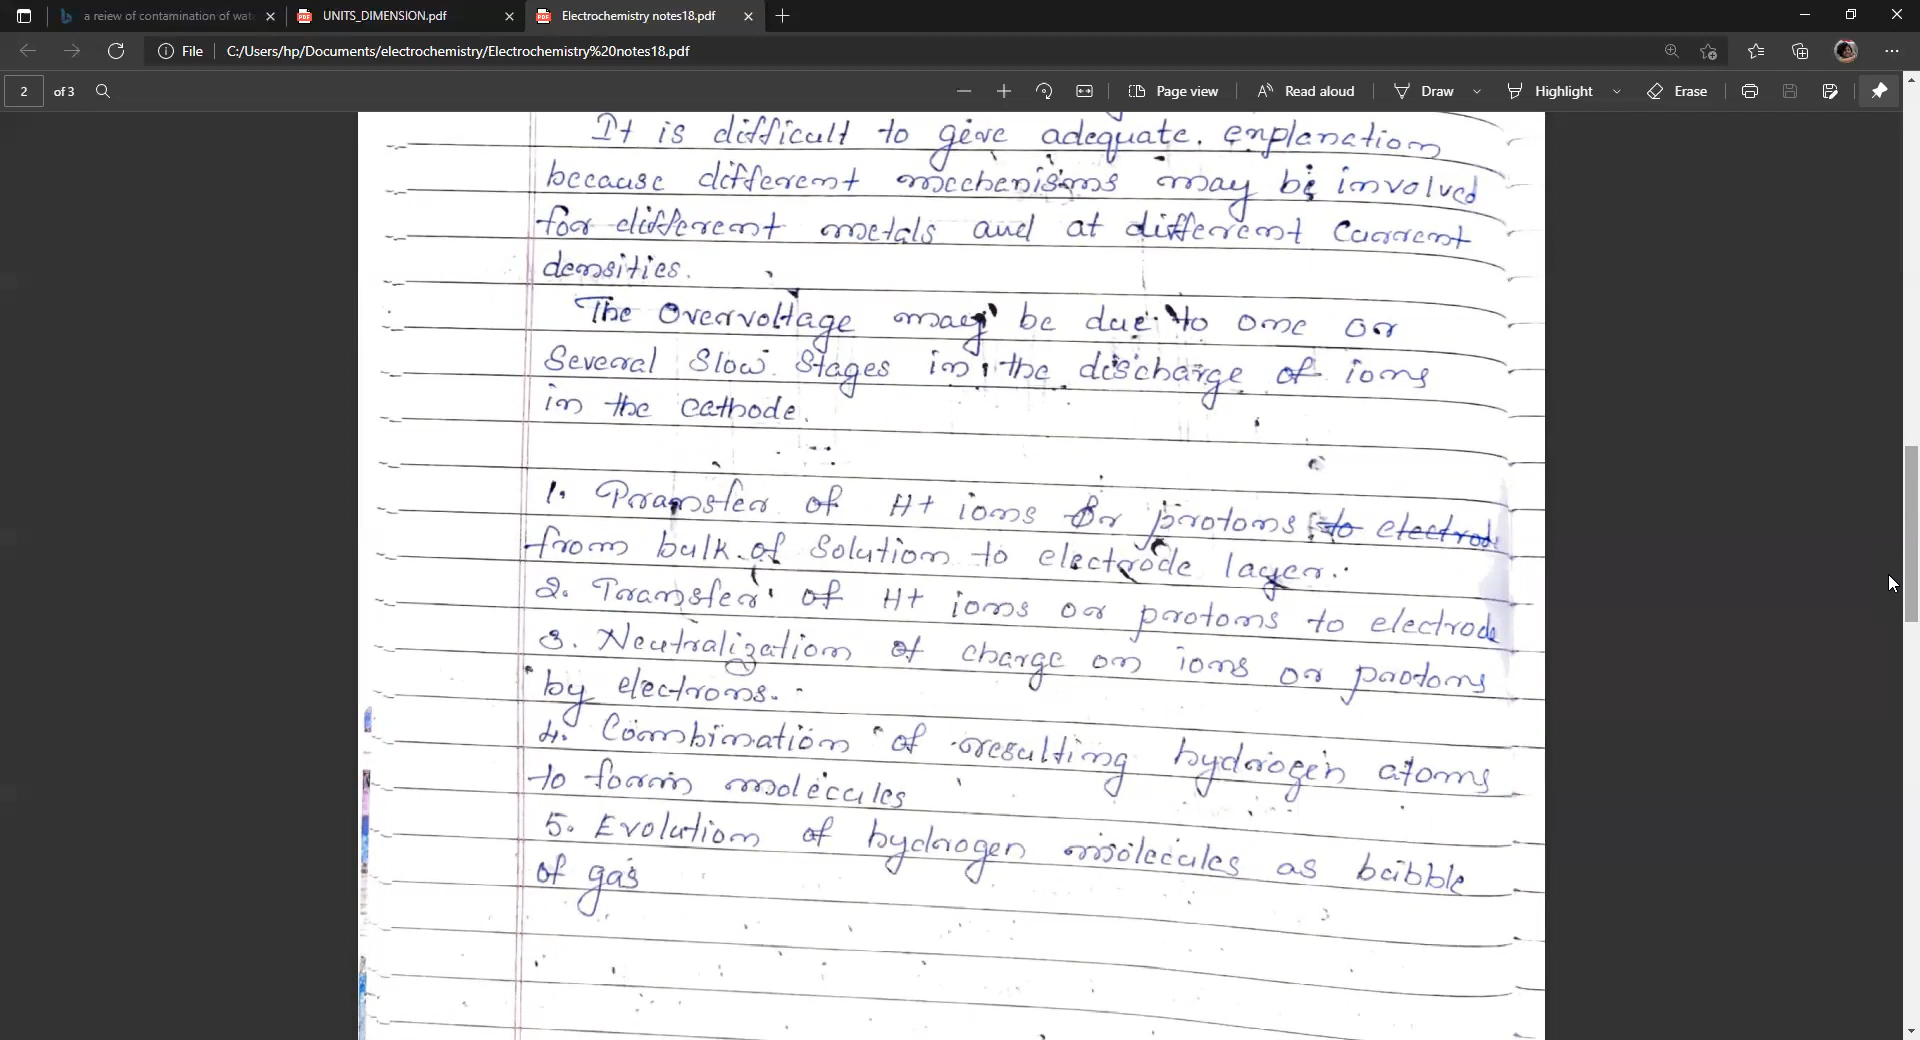 a reiew of contamination of wat
UNITS_DIMENSION.pdf
Electrochemistry notes18.pdf
File
C:/Users/hp/Documents/electrochemistry/Electrochemistry%20notes18.pdf
2 of 3
Page view
Read aloud
Draw
Highlight
Erase
It is difficult to give adequate. explanation
because different mechenisms may be involved
for different metals and at different Current
densities.
The Overvoltage may be due to one or
Several Slow Stages in the discharge of ions
in the cathode.
1. Transfer of H+ ions or protons to electrod
from bulk of Solution to electrode layer.
2. Transfer of H+ ions or protons to electrode
3. Neutralization of charge on ions or protons
by electrons.
4. Combination of resulting hydrogen atoms
to form molecules
5. Evolution of hydrogen molecules as bubble
of gas